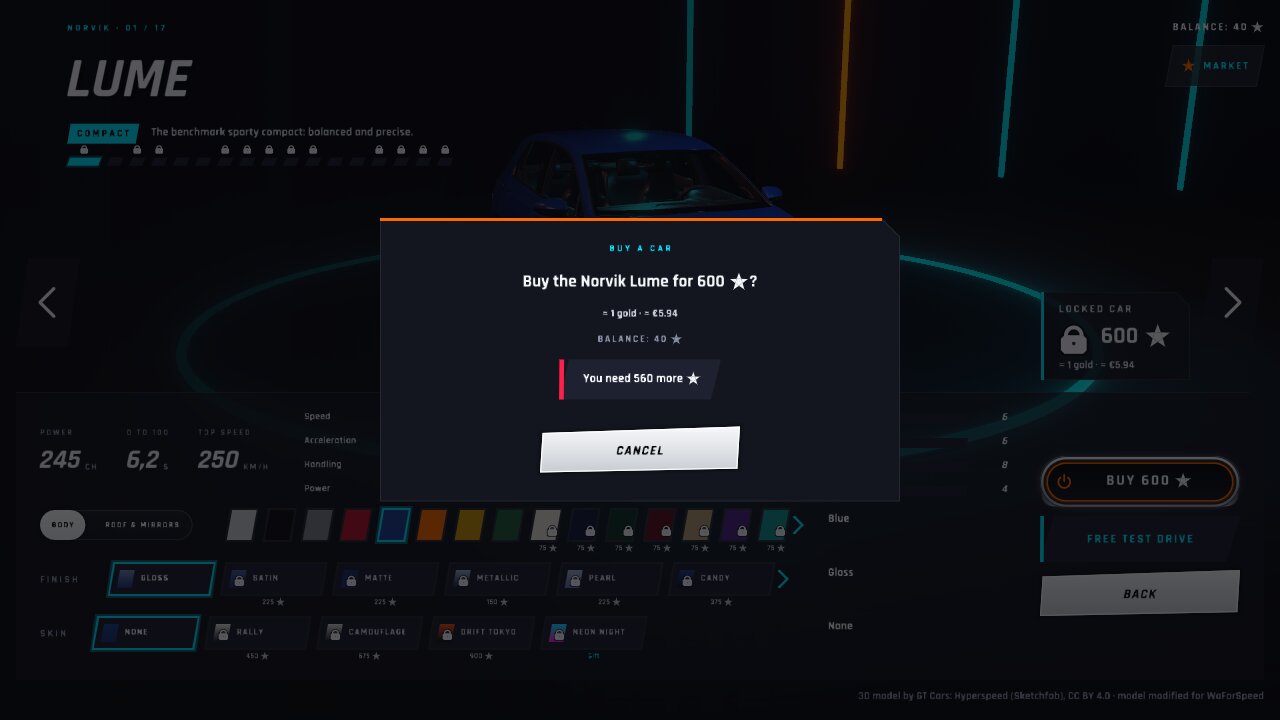 NORVIK · 01 / 17
BALANCE: 40 ★
MARKET
LUME
COMPACT
The benchmark sporty compact: balanced and precise.
BUY A CAR
Buy the Norvik Lume for 600 ★?
≈ 1 gold · ≈ €5.94
BALANCE: 40 ★
You need 560 more ★
CANCEL
LOCKED CAR
600 ★
≈ 1 gold · ≈ €5.94
POWER
245 CH
0 TO 100
6,2 S
TOP SPEED
250 KM/H
Speed
6
Acceleration
6
Handling
8
Power
4
BUY 600 ★
FREE TEST DRIVE
BACK
BODY
ROOF & MIRRORS
75 ★ 75 ★ 75 ★ 75 ★ 75 ★ 75 ★ 75 ★
Blue
FINISH
GLOSS SATIN MATTE METALLIC PEARL CANDY
225 ★ 225 ★ 150 ★ 225 ★ 375 ★
Gloss
SKIN
NONE RALLY CAMOUFLAGE DRIFT TOKYO NEON NIGHT
450 ★ 675 ★ 900 ★ Gift
None
3D model by GT Cars: Hyperspeed (Sketchfab), CC BY 4.0 · model modified for WaForSpeed